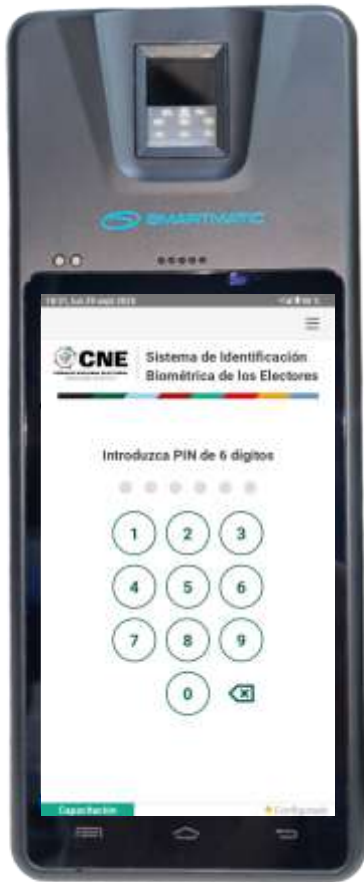 SMARTMATIC
CNE
Sistema de Identificación
Biométrica de los Electores
Introduzca PIN de 6 dígitos
1 2 3
4 5 6
7 8 9
0
Capacitación
Configurado